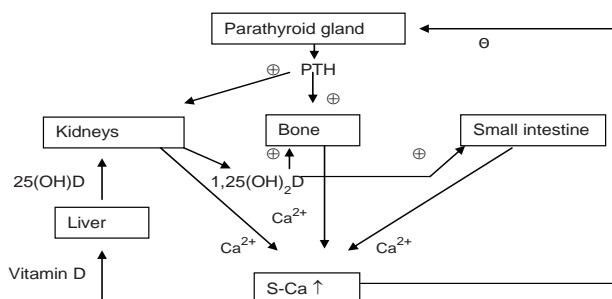 Parathyroid gland
Θ
⊕ PTH
⊕
Kidneys
Bone
Small intestine
⊕
⊕
25(OH)D
1,25(OH)₂D
Liver
Ca²⁺
Ca²⁺
Ca²⁺
Vitamin D
S-Ca ↑